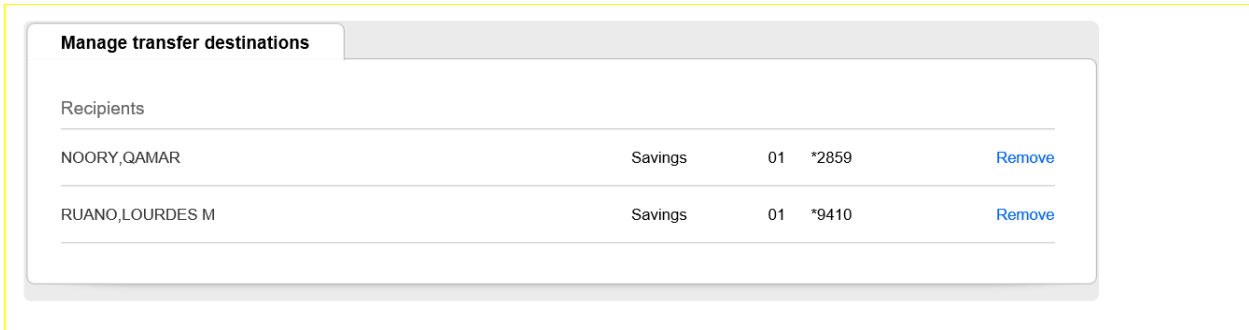 Manage transfer destinations
Recipients
NOORY,QAMAR Savings 01 *2859 Remove
RUANO,LOURDES M Savings 01 *9410 Remove